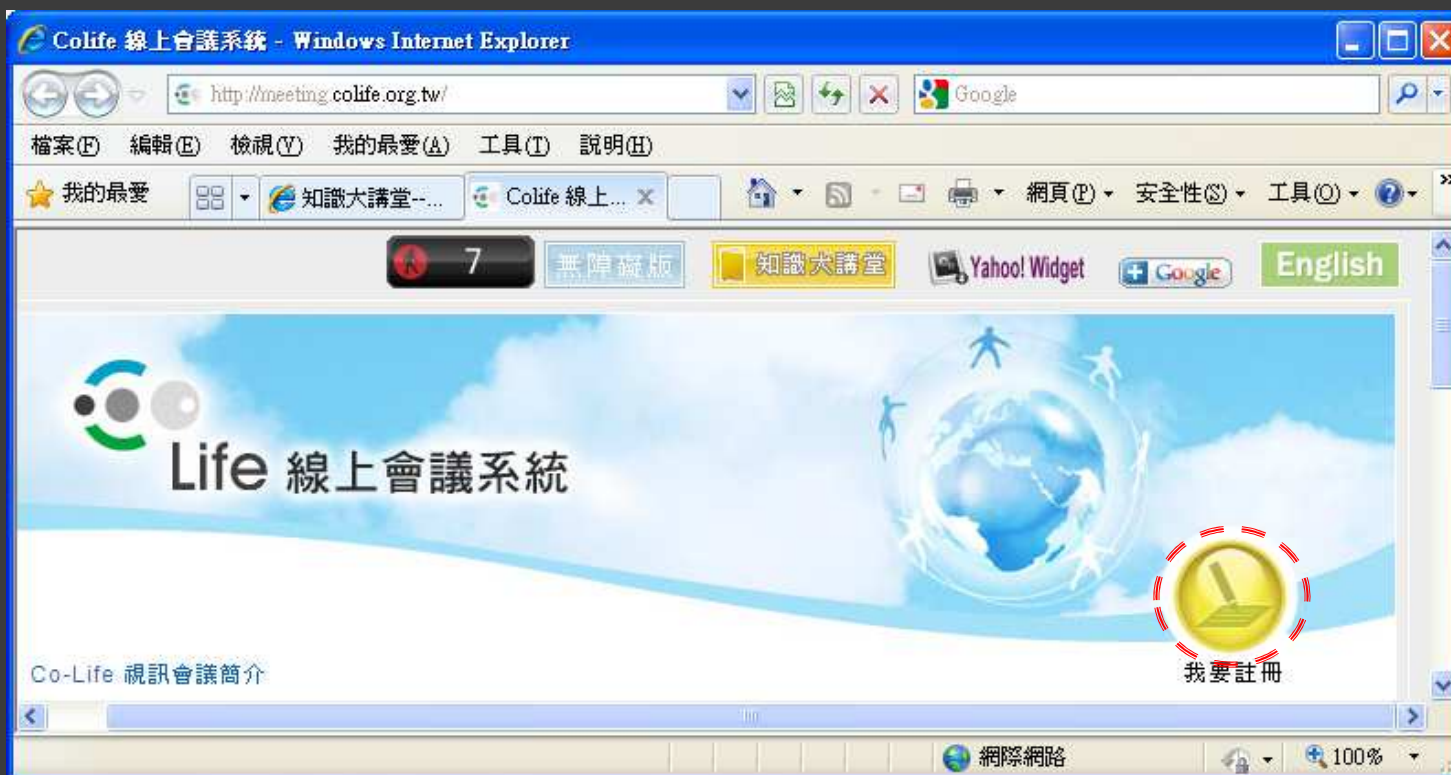 Colife 線上會議系統 - Windows Internet Explorer
http://meeting.colife.org.tw/ Google
檔案(F) 編輯(E) 檢視(V) 我的最愛(A) 工具(T) 說明(H)
我的最愛 知識大講堂--... Colife 線上... 網頁(P) 安全性(S) 工具(O)
7 無障礙版 知識大講堂 Yahoo! Widget Google English
Life 線上會議系統
Co-Life 視訊會議簡介 我要註冊
網際網路 100%